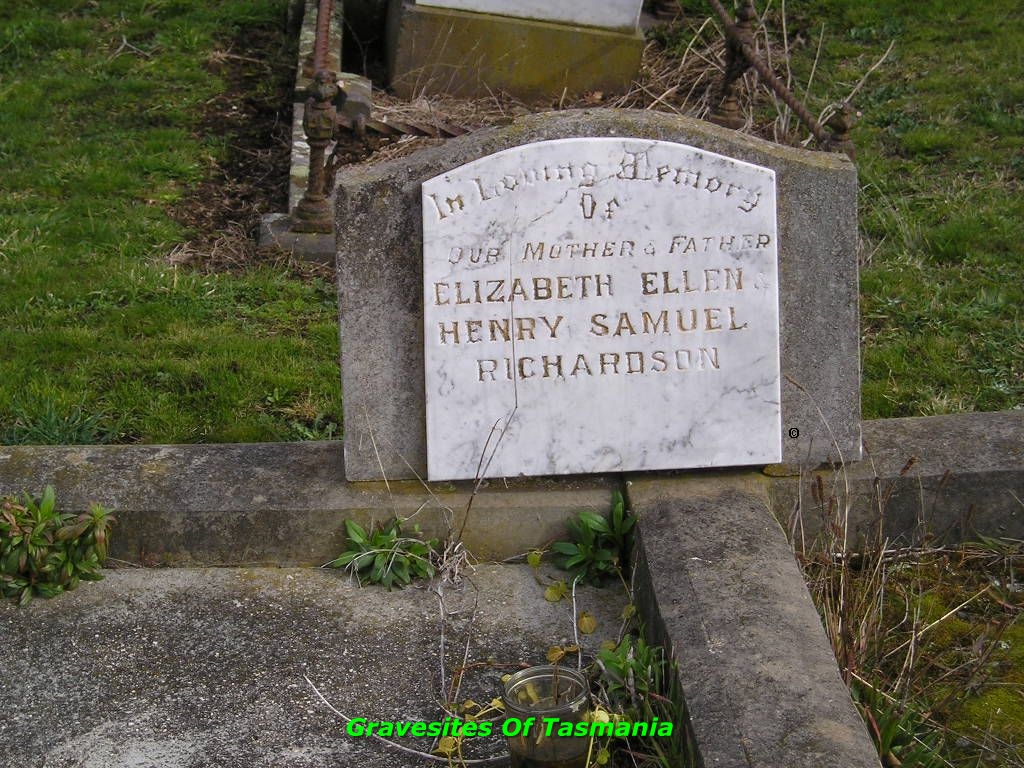 In Loving Memory
Of
OUR MOTHER & FATHER
ELIZABETH ELLEN &
HENRY SAMUEL
RICHARDSON
©
Gravesites Of Tasmania